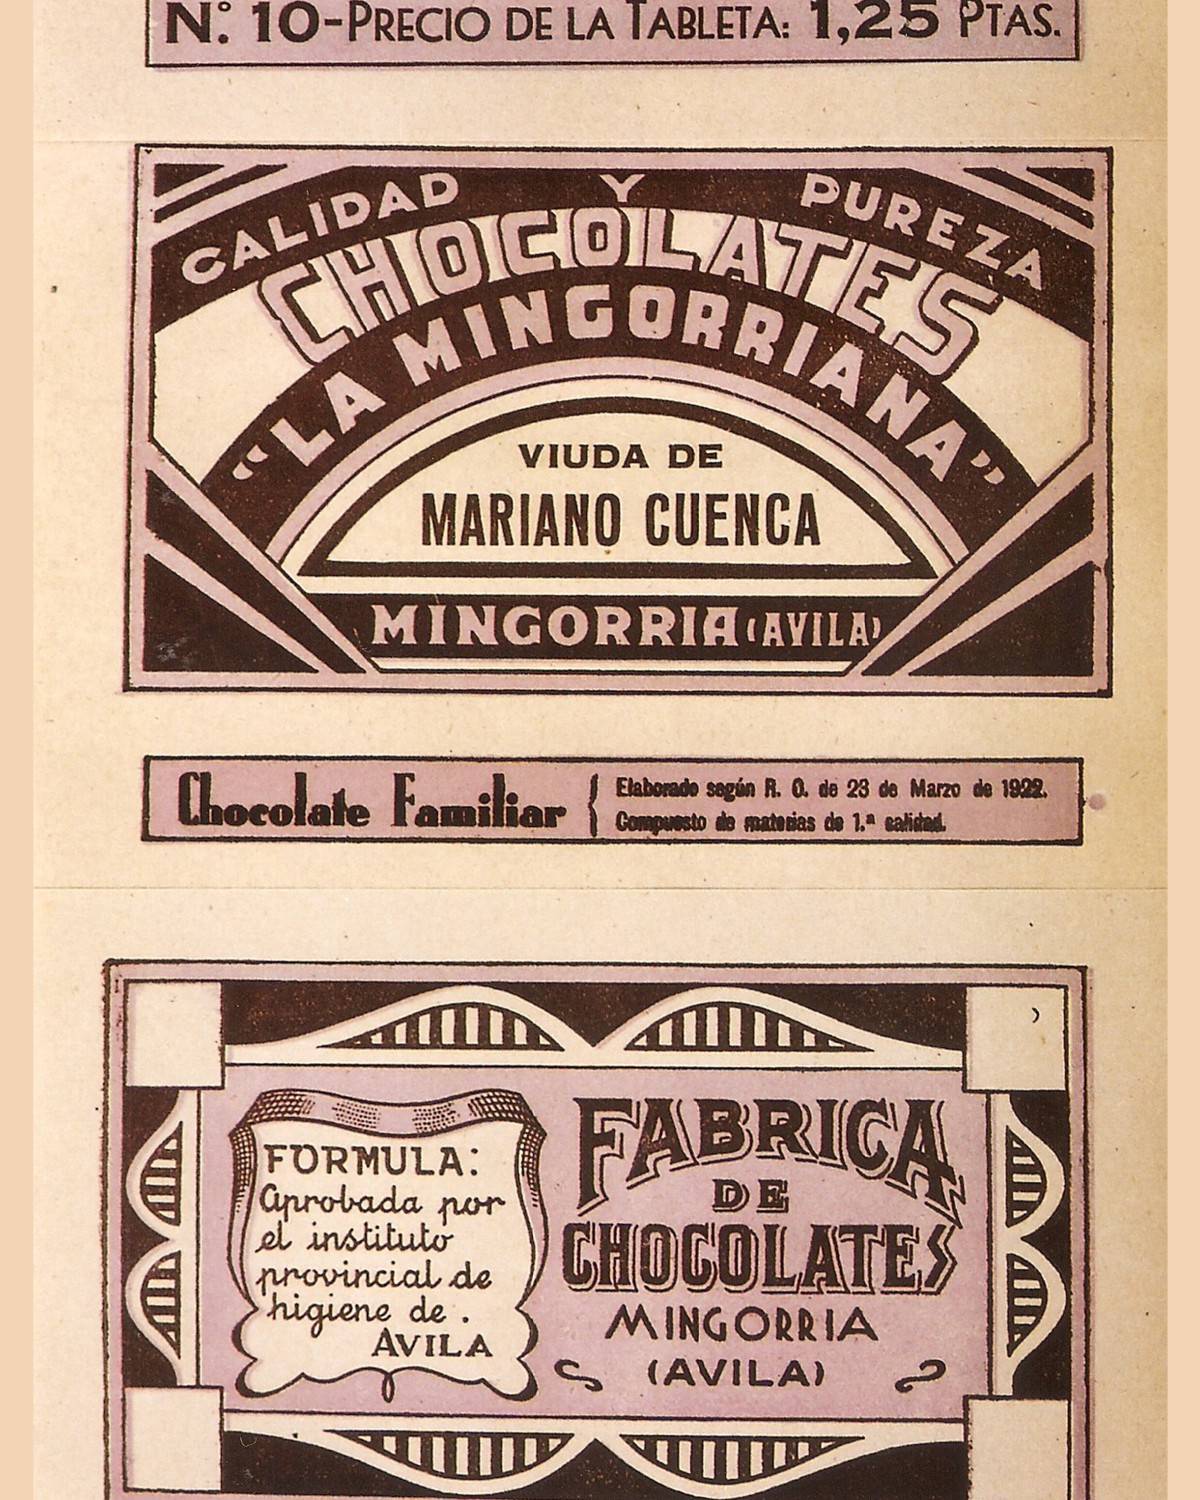 Nº 10-PRECIO DE LA TABLETA: 1,25 PTAS.
CALIDAD Y PUREZA
CHOCOLATES
"LA MINGORRIANA"
VIUDA DE
MARIANO CUENCA
MINGORRIA (AVILA)
Chocolate Familiar
Elaborado según R. O. de 23 de Marzo de 1922.
Compuesto de materias de 1.ª calidad.
FORMULA:
Aprobada por
el instituto
provincial de
higiene de.
AVILA
FABRICA
DE
CHOCOLATES
MINGORRIA
(AVILA)